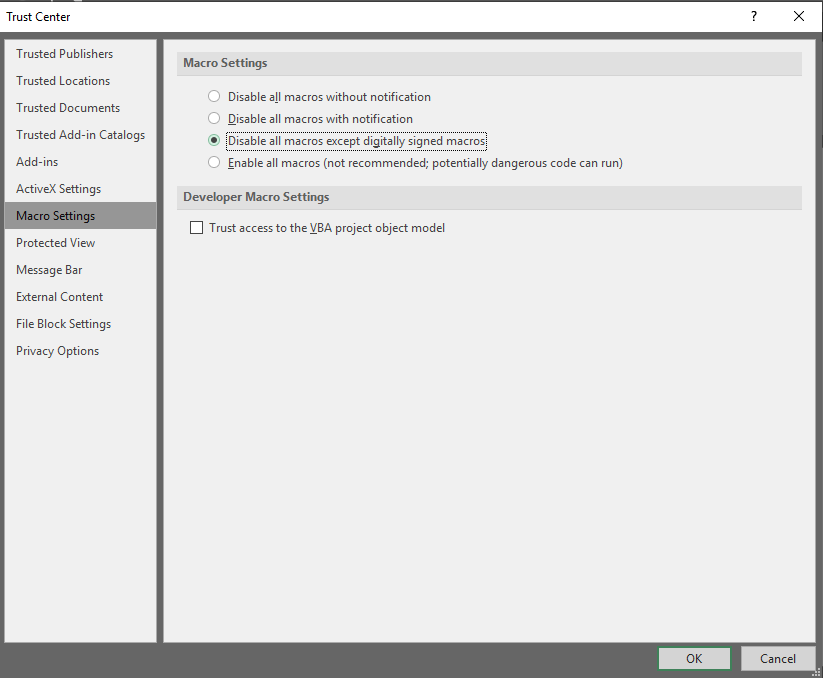 Trust Center
?
Trusted Publishers
Trusted Locations
Trusted Documents
Trusted Add-in Catalogs
Add-ins
ActiveX Settings
Macro Settings
Protected View
Message Bar
External Content
File Block Settings
Privacy Options
Macro Settings
Disable all macros without notification
Disable all macros with notification
Disable all macros except digitally signed macros
Enable all macros (not recommended; potentially dangerous code can run)
Developer Macro Settings
Trust access to the VBA project object model
OK
Cancel